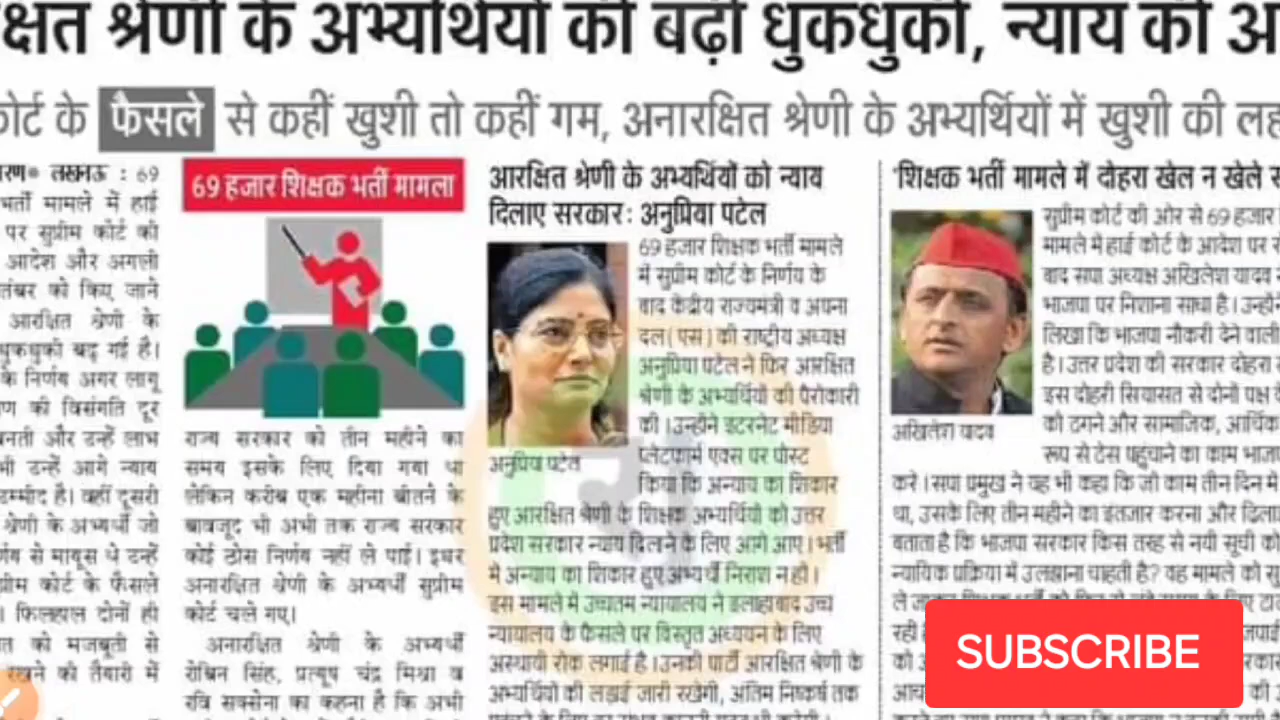 क्षित श्रेणी के अभ्यर्थियों की बढ़ी धुकधुकी, न्याय की
कोर्ट के फैसले से कहीं खुशी तो कहीं गम, अनारक्षित श्रेणी के अभ्यर्थियों में खुशी की
लखनऊ : 69
भर्ती मामले में हाई
पर सुप्रीम कोर्ट की
आदेश और अगली
को किए जाने
आरक्षित श्रेणी के
धुकधुकी बढ़ गई है।
के निर्णय अगर लागू
की विसंगति दूर
और उन्हें लाभ
भी उन्हें आगे न्याय
है। वहीं दूसरी
श्रेणी के अभ्यर्थी जो
से मायूस थे उन्हें
कोर्ट के फैसले
। फिलहाल दोनों ही
को मजबूती से
रखने की तैयारी में
69 हजार शिक्षक भर्ती मामला
राज्य सरकार को तीन महीने का
समय इसके लिए दिया गया था
लेकिन करीब एक महीना बीतने के
बावजूद भी अभी तक राज्य सरकार
कोई ठोस निर्णय नहीं ले पाई। इधर
अनारक्षित श्रेणी के अभ्यर्थी सुप्रीम
कोर्ट चले गए।
अनारक्षित श्रेणी के अभ्यर्थी
रोबिन सिंह, प्रत्यूष चंद्र मिश्रा व
रवि सक्सेना का कहना है कि अभी
आरक्षित श्रेणी के अभ्यर्थियों को न्याय
दिलाए सरकार: अनुप्रिया पटेल
69 हजार शिक्षक भर्ती मामले
में सुप्रीम कोर्ट के निर्णय के
बाद केंद्रीय राज्यमंत्री व अपना
दल (एस) की राष्ट्रीय अध्यक्ष
अनुप्रिया पटेल ने फिर आरक्षित
श्रेणी के अभ्यर्थियों की पैरोकारी
की। उन्होंने इंटरनेट मीडिया
प्लेटफार्म एक्स पर पोस्ट
किया कि अन्याय का शिकार
अनुप्रिया पटेल
हुए आरक्षित श्रेणी के शिक्षक अभ्यर्थियों को उत्तर
प्रदेश सरकार न्याय दिलने के लिए आगे आए। भर्ती
में अन्याय का शिकार हुए अभ्यर्थी निराश न हों।
इस मामले में उच्चतम न्यायालय ने इलाहाबाद उच्च
न्यायालय के फैसले पर विस्तृत अध्ययन के लिए
अस्थायी रोक लगाई है। उनकी पार्टी आरक्षित श्रेणी के
अभ्यर्थियों की लड़ाई जारी रखेगी, अंतिम निष्कर्ष तक
'शिक्षक भर्ती मामले में दोहरा खेल न खेले
सुप्रीम कोर्ट की ओर से 69 हजार
मामले में हाई कोर्ट के आदेश पर
बाद सपा अध्यक्ष अखिलेश यादव
भाजपा पर निशाना साधा है। उन्होंने
लिखा कि भाजपा नौकरी देने वाली
है। उत्तर प्रदेश की सरकार दोहरा
इस दोहरी सियासत से दोनों पक्ष
को ठगने और सामाजिक, आर्थिक
रूप से ठेस पहुंचाने का काम
अखिलेश यादव
करे। सपा प्रमुख ने यह भी कहा कि जो काम तीन दिन में
था, उसके लिए तीन महीने का इंतजार करना और
बताता है कि भाजपा सरकार किस तरह से नयी सूची को
न्यायिक प्रक्रिया में उलझाना चाहती है? वह मामले को
SUBSCRIBE